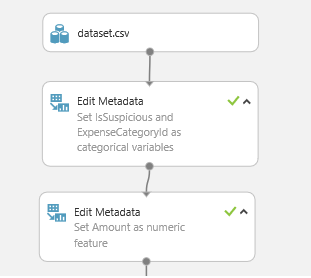 dataset.csv
Edit Metadata
Set IsSuspicious and
ExpenseCategoryId as
categorical variables
Edit Metadata
Set Amount as numeric
feature